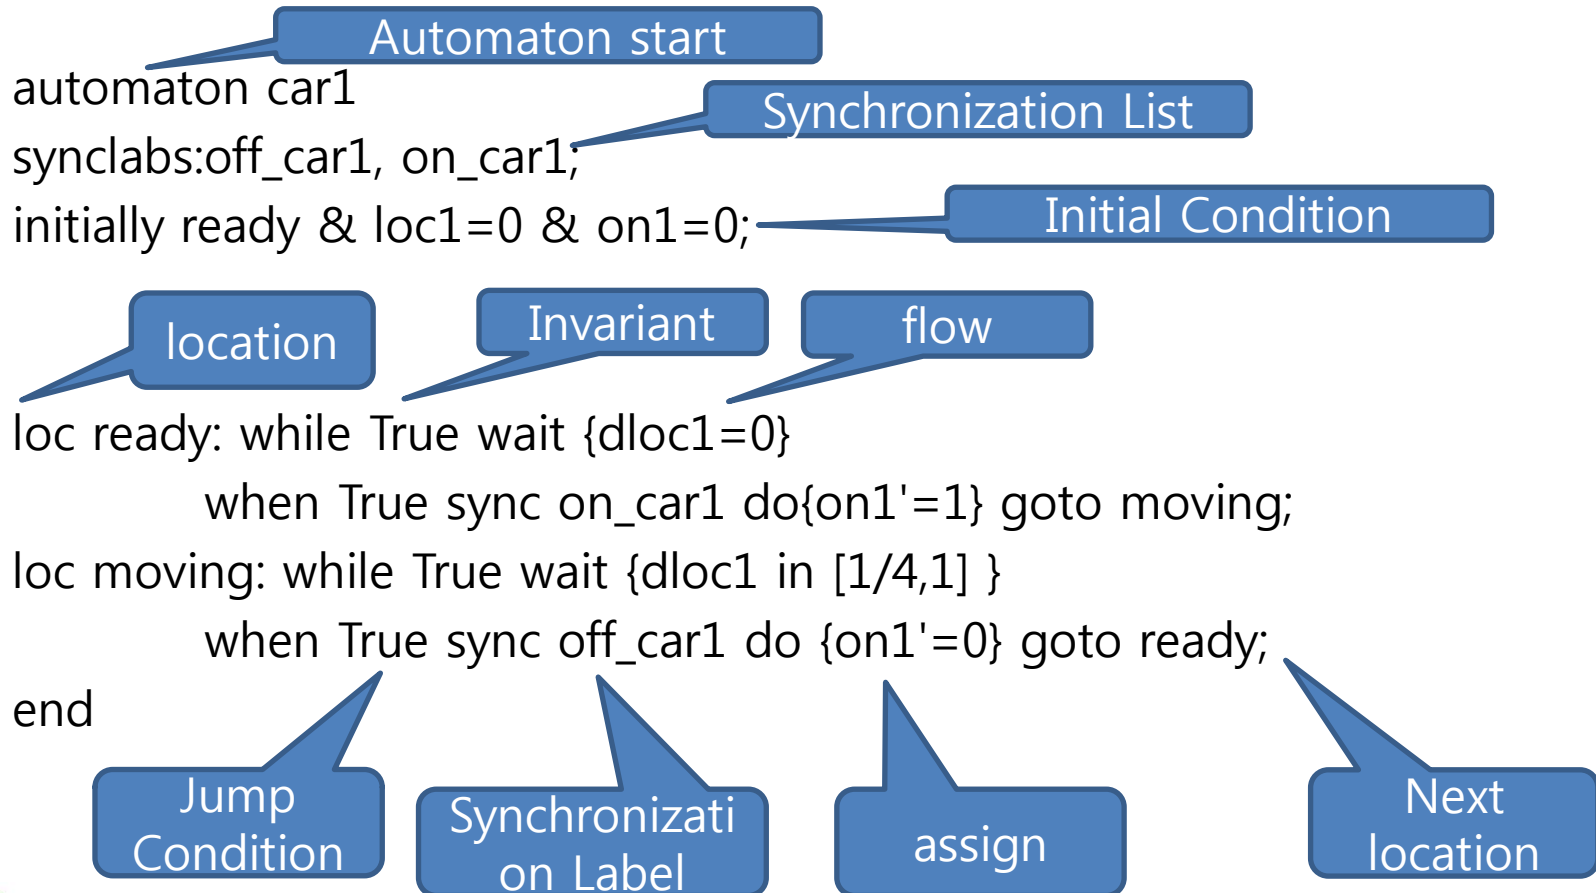 Automaton start
automaton car1
Synchronization List
synclabs:off_car1, on_car1;
Initial Condition
initially ready & loc1=0 & on1=0;
location
Invariant
flow
loc ready: while True wait {dloc1=0}
when True sync on_car1 do{on1'=1} goto moving;
loc moving: while True wait {dloc1 in [1/4,1] }
when True sync off_car1 do {on1'=0} goto ready;
end
Jump
Condition
Synchronizati
on Label
assign
Next
location